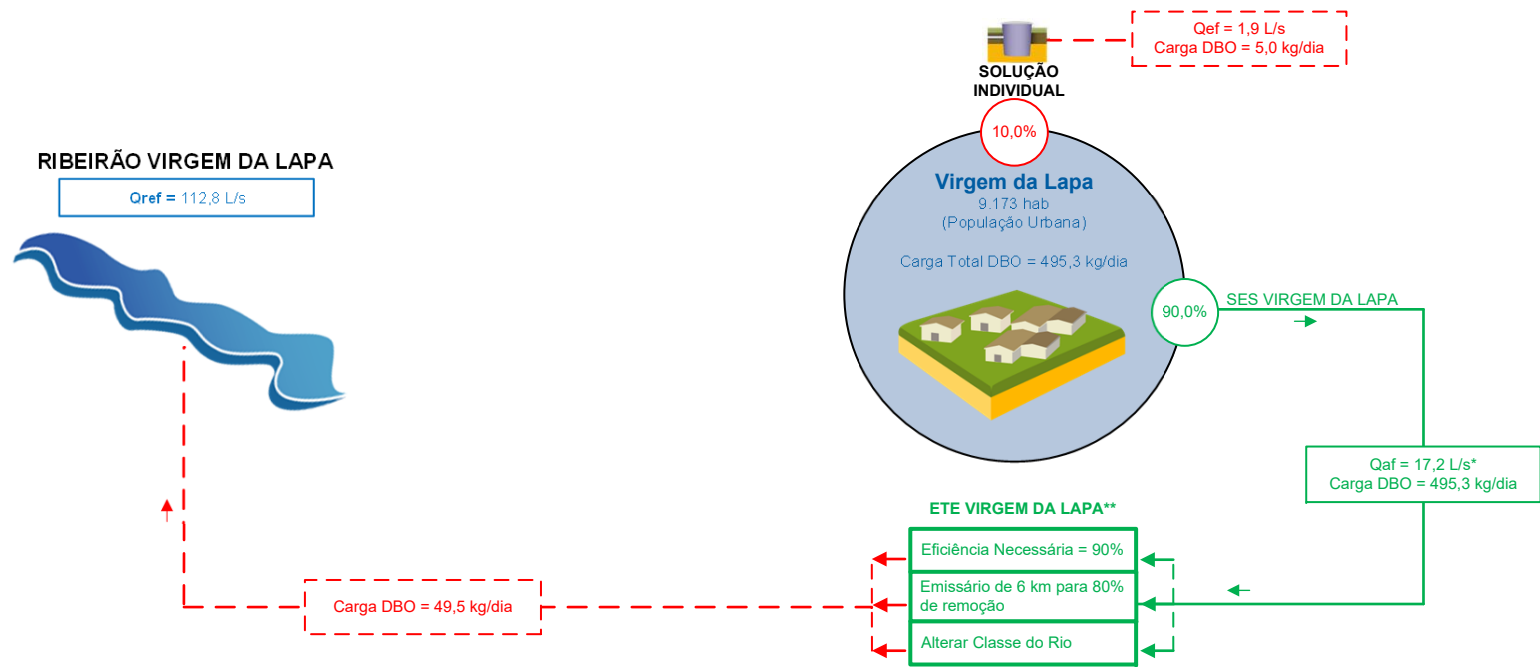 Qef = 1,9 L/s
Carga DBO = 5,0 kg/dia
SOLUÇÃO
INDIVIDUAL
10,0%
RIBEIRÃO VIRGEM DA LAPA
Qref = 112,8 L/s
Virgem da Lapa
9.173 hab
(População Urbana)
Carga Total DBO = 495,3 kg/dia
90,0%
SES VIRGEM DA LAPA
Qaf = 17,2 L/s*
Carga DBO = 495,3 kg/dia
ETE VIRGEM DA LAPA**
Eficiência Necessária = 90%
Emissário de 6 km para 80%
de remoção
Alterar Classe do Rio
Carga DBO = 49,5 kg/dia